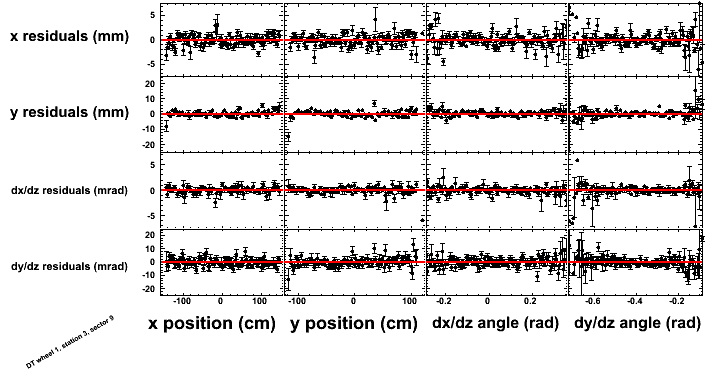 x residuals (mm)
5
0
-5
y residuals (mm)
20
10
0
-10
-20
dx/dz residuals (mrad)
5
0
-5
dy/dz residuals (mrad)
20
10
0
-10
-20
-100 0 100 -100 0 100 -0.2 0 0.2 -0.6 -0.4 -0.2
x position (cm) y position (cm) dx/dz angle (rad) dy/dz angle (rad)
DT wheel 1, station 3, sector 9